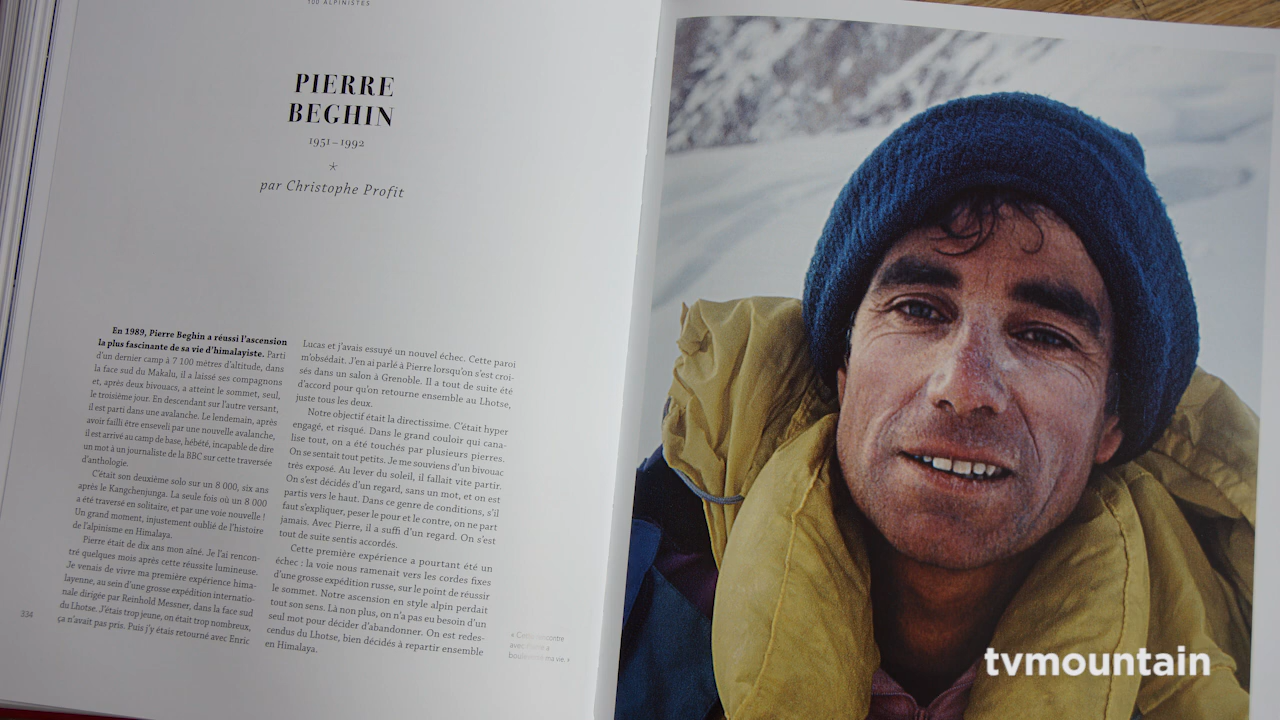 100 ALPINISTES
PIERRE
BEGHIN
1951–1992
*
par Christophe Profit
En 1989, Pierre Beghin a réussi l'ascension
la plus fascinante de sa vie d'himalayiste. Parti
d'un dernier camp à 7 100 mètres d'altitude, dans
la face sud du Makalu, il a laissé ses compagnons
et, après deux bivouacs, a atteint le sommet, seul,
le troisième jour. En descendant sur l'autre versant,
il est parti dans une avalanche. Le lendemain, après
avoir failli être enseveli par une nouvelle avalanche,
il est arrivé au camp de base, hébété, incapable de dire
un mot à un journaliste de la BBC sur cette traversée
d'anthologie.
C'était son deuxième solo sur un 8 000, six ans
après le Kangchenjunga. La seule fois où un 8 000
a été traversé en solitaire, et par une voie nouvelle !
Un grand moment, injustement oublié de l'histoire
de l'alpinisme en Himalaya.
Pierre était de dix ans mon aîné. Je l'ai rencon-
tré quelques mois après cette réussite lumineuse.
Je venais de vivre ma première expérience hima-
layenne, au sein d'une grosse expédition internatio-
nale dirigée par Reinhold Messner, dans la face sud
du Lhotse. J'étais trop jeune, on était trop nombreux,
ça n'avait pas pris. Puis j'y étais retourné avec Enric
334
Lucas et j'avais essuyé un nouvel échec. Cette paroi
m'obsédait. J'en ai parlé à Pierre lorsqu'on s'est croi-
sés dans un salon à Grenoble. Il a tout de suite été
d'accord pour qu'on retourne ensemble au Lhotse,
juste tous les deux.
Notre objectif était la directissime. C'était hyper
engagé, et risqué. Dans le grand couloir qui cana-
lise tout, on a été touchés par plusieurs pierres.
On se sentait tout petits. Je me souviens d'un bivouac
très exposé. Au lever du soleil, il fallait vite partir.
On s'est décidés d'un regard, sans un mot, et on est
partis vers le haut. Dans ce genre de conditions, s'il
faut s'expliquer, peser le pour et le contre, on ne part
jamais. Avec Pierre, il a suffi d'un regard. On s'est
tout de suite sentis accordés.
Cette première expérience a pourtant été un
échec : la voie nous ramenait vers les cordes fixes
d'une grosse expédition russe, sur le point de réussir
le sommet. Notre ascension en style alpin perdait
tout son sens. Là non plus, on n'a pas eu besoin d'un
seul mot pour décider d'abandonner. On est redes-
cendus du Lhotse, bien décidés à repartir ensemble
en Himalaya.
avec
ma vie. »
tvmountain